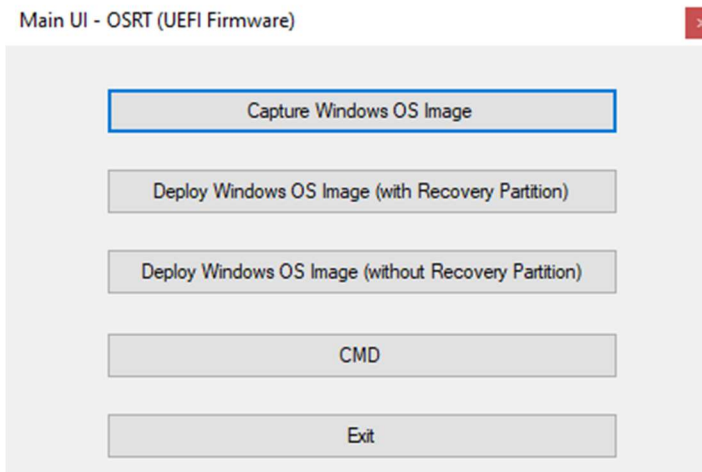 Main UI - OSRT (UEFI Firmware)
Capture Windows OS Image
Deploy Windows OS Image (with Recovery Partition)
Deploy Windows OS Image (without Recovery Partition)
CMD
Exit